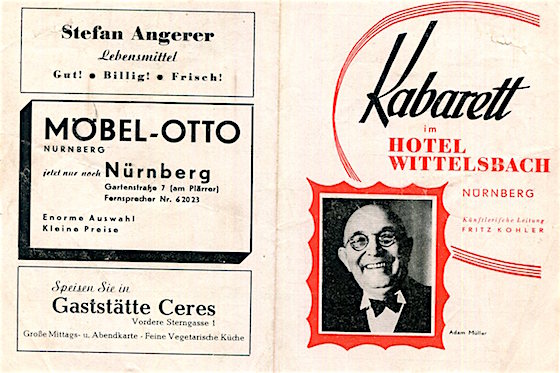 Stefan Angerer
Lebensmittel
Gut! • Billig! • Frisch!
MÖBEL-OTTO
NÜRNBERG
jetzt nur noch Nürnberg
Gartenstraße 7 (am Plärrer)
Fernsprecher Nr. 62023
Enorme Auswahl
Kleine Preise
Speisen Sie in
Gaststätte Ceres
Vordere Sterngasse 1
Große Mittags- u. Abendkarte - Feine Vegetarische Küche
Kabarett
im
HOTEL
WITTELSBACH
NÜRNBERG
Künstlerische Leitung
FRITZ KOHLER
Adam Müller